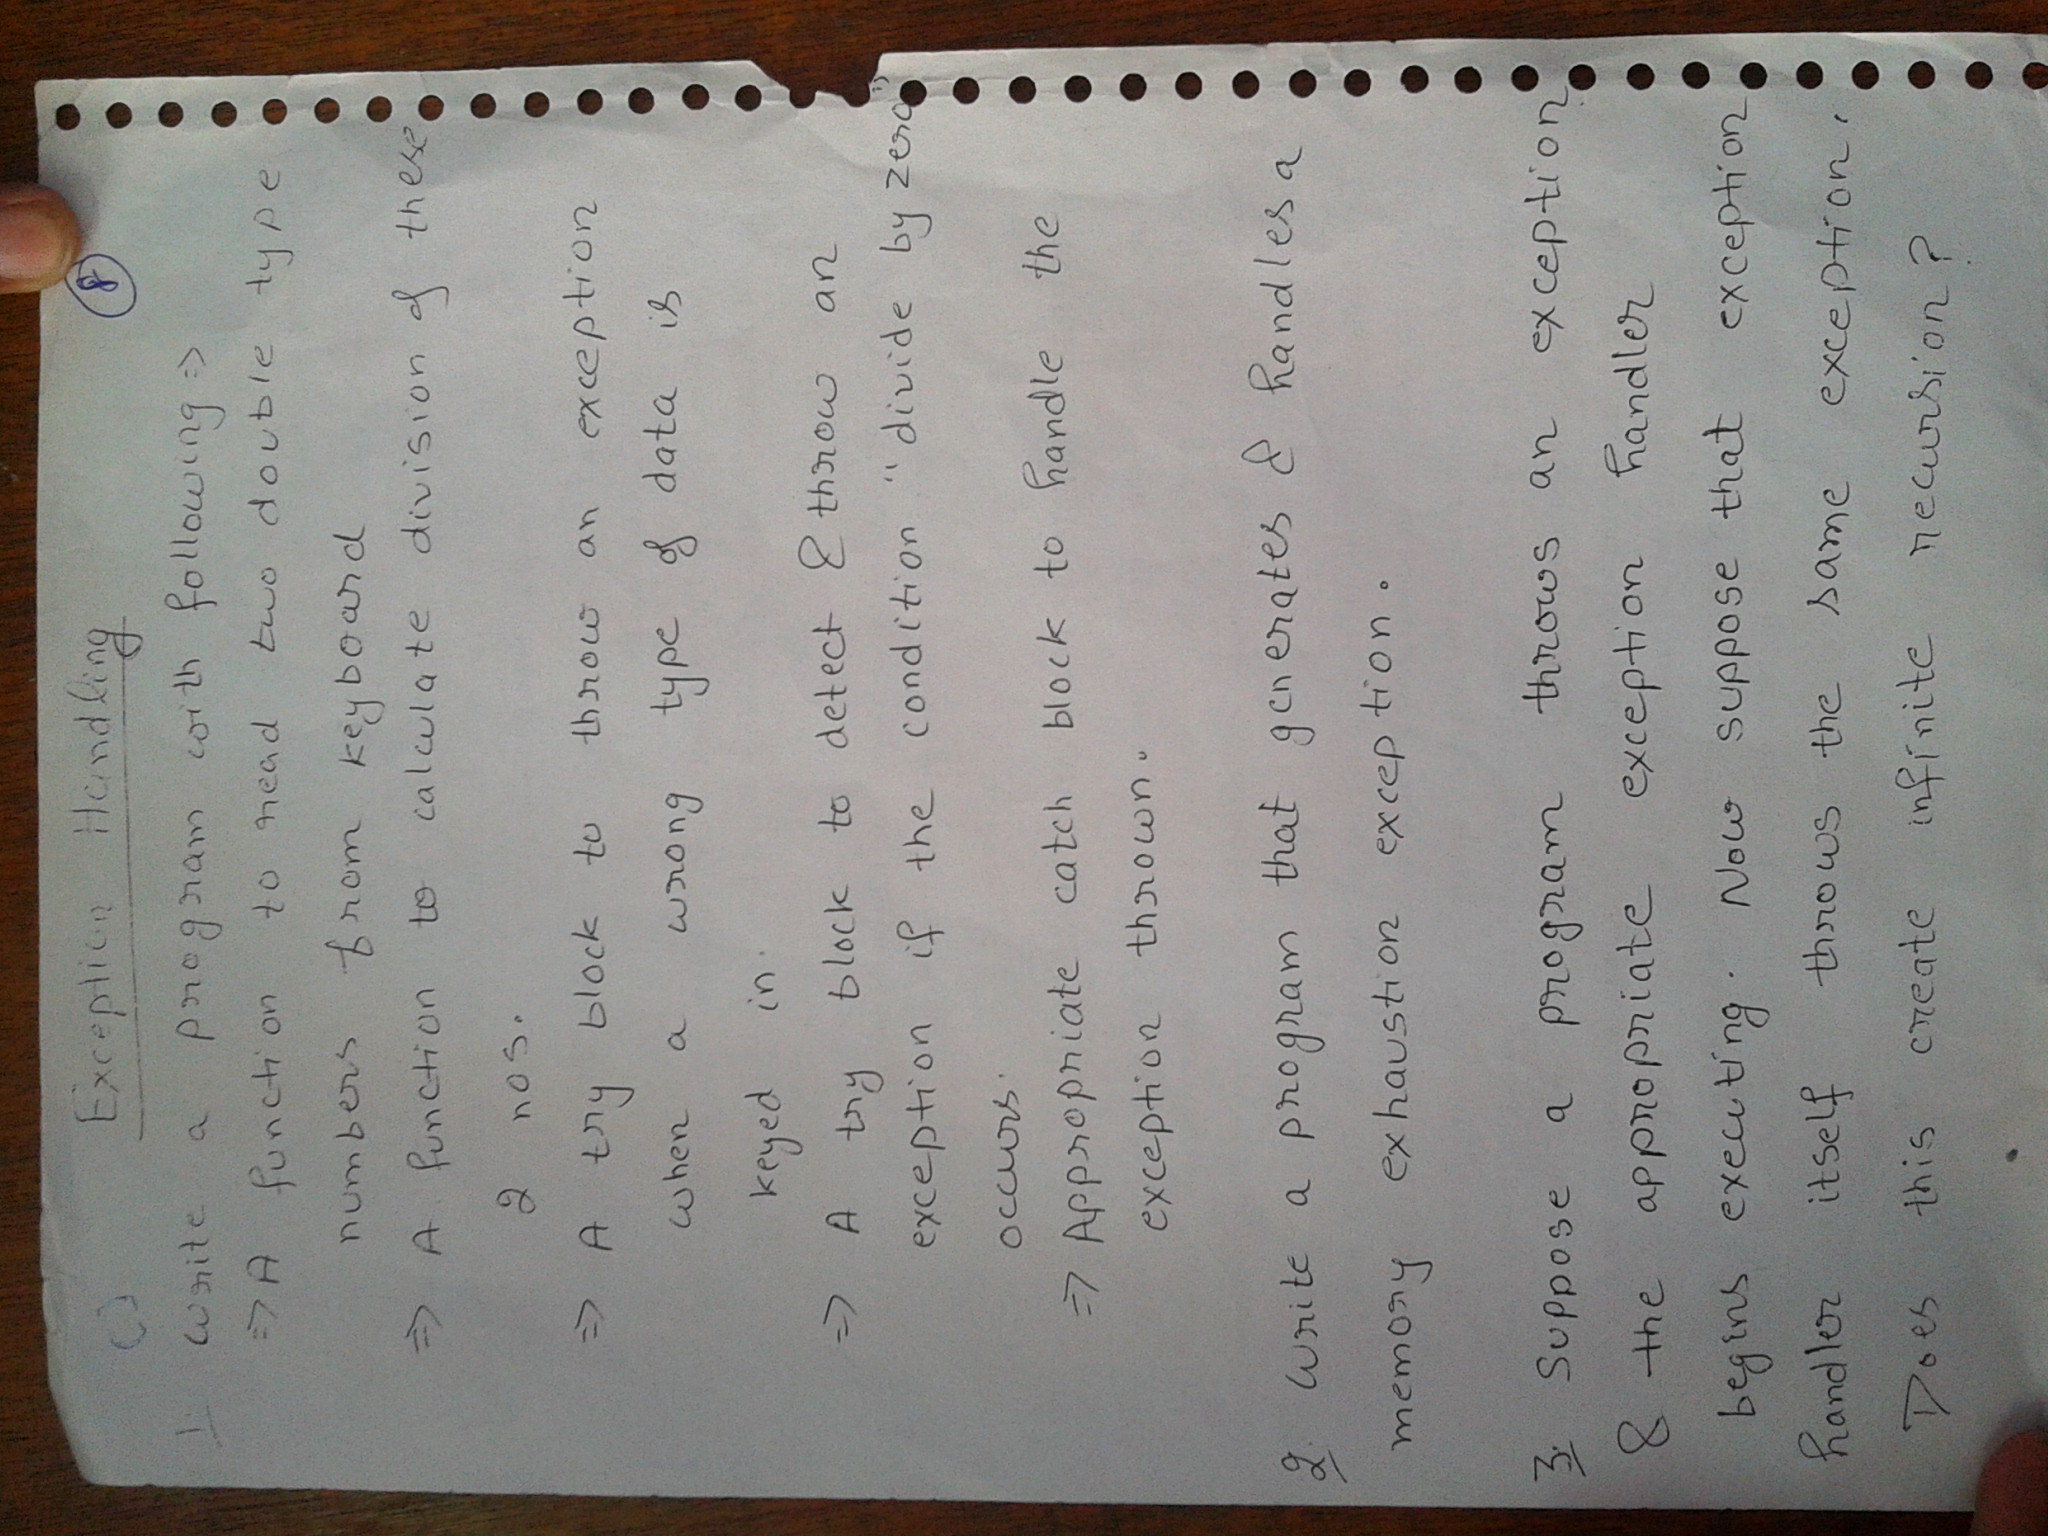 8
Exception Handling
1. Write a program with following =>
=> A function to read two double type
numbers from keyboard
=> A function to calculate division of these
2 nos.
=> A try block to throw an exception
when a wrong type of data is
keyed in.
=> A try block to detect & throw an
exception if the condition "divide by zero"
occurs.
=> Appropriate catch block to handle the
exception thrown.
2. Write a program that generates & handles a
memory exhaustion exception.
3. Suppose a program throws an exception
& the appropriate exception handler
begins executing. Now suppose that exception
handler itself throws the same exception.
Does this create infinite recursion?